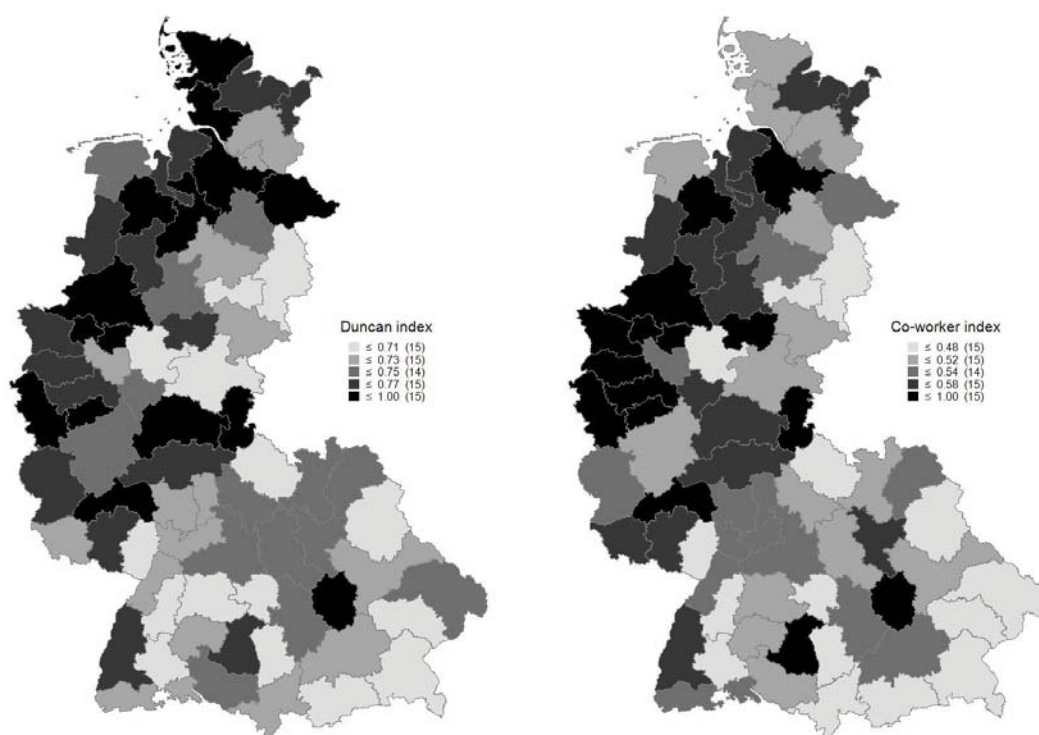 Duncan index
≤ 0.71 (15)
≤ 0.73 (15)
≤ 0.75 (14)
≤ 0.77 (15)
≤ 1.00 (15)
Co-worker index
≤ 0.48 (15)
≤ 0.52 (15)
≤ 0.54 (14)
≤ 0.58 (15)
≤ 1.00 (15)